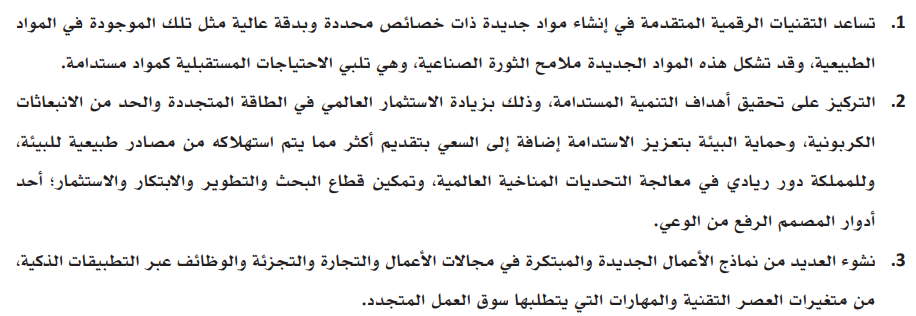 1. تساعد التقنيات الرقمية المتقدمة في إنشاء مواد جديدة ذات خصائص محددة وبدقة عالية مثل تلك الموجودة في المواد
الطبيعية، وقد تشكل هذه المواد الجديدة ملامح الثورة الصناعية، وهي تلبي الاحتياجات المستقبلية كمواد مستدامة.
2. التركيز على تحقيق أهداف التنمية المستدامة، وذلك بزيادة الاستثمار العالمي في الطاقة المتجددة والحد من الانبعاثات
الكربونية، وحماية البيئة بتعزيز الاستدامة إضافة إلى السعي بتقديم أكثر مما يتم استهلاكه من مصادر طبيعية للبيئة،
وللمملكة دور ريادي في معالجة التحديات المناخية العالمية، وتمكين قطاع البحث والتطوير والابتكار والاستثمار؛ أحد
أدوار المصمم الرفع من الوعي.
3. نشوء العديد من نماذج الأعمال الجديدة والمبتكرة في مجالات الأعمال والتجارة والتجزئة والوظائف عبر التطبيقات الذكية،
من متغيرات العصر التقنية والمهارات التي يتطلبها سوق العمل المتجدد.